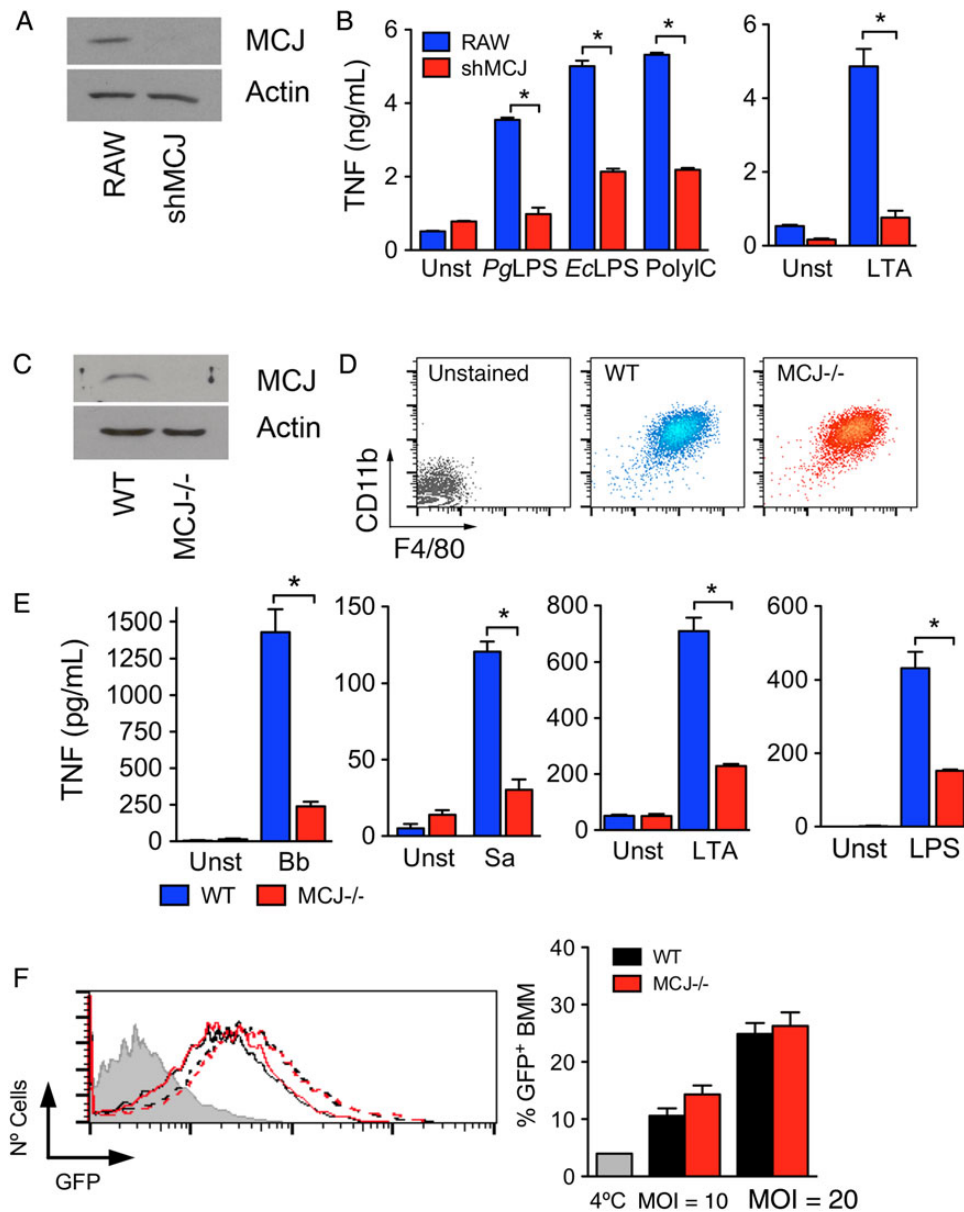 A
MCJ
Actin
RAW
shMCJ
B
RAW
shMCJ
TNF (ng/mL)
6
4
2
0
*
*
*
Unst PgLPS EcLPS PolyIC
6
4
2
0
*
Unst LTA
C
MCJ
Actin
WT
MCJ-/-
D
Unstained
WT
MCJ-/-
CD11b
F4/80
E
TNF (pg/mL)
1500
1250
1000
750
500
250
0
*
Unst Bb
150
100
50
0
*
Unst Sa
800
600
400
200
0
*
Unst LTA
600
400
200
0
*
Unst LPS
WT MCJ-/-
F
Nº Cells
GFP
% GFP+ BMM
40
30
20
10
0
WT
MCJ-/-
4ºC MOI = 10 MOI = 20